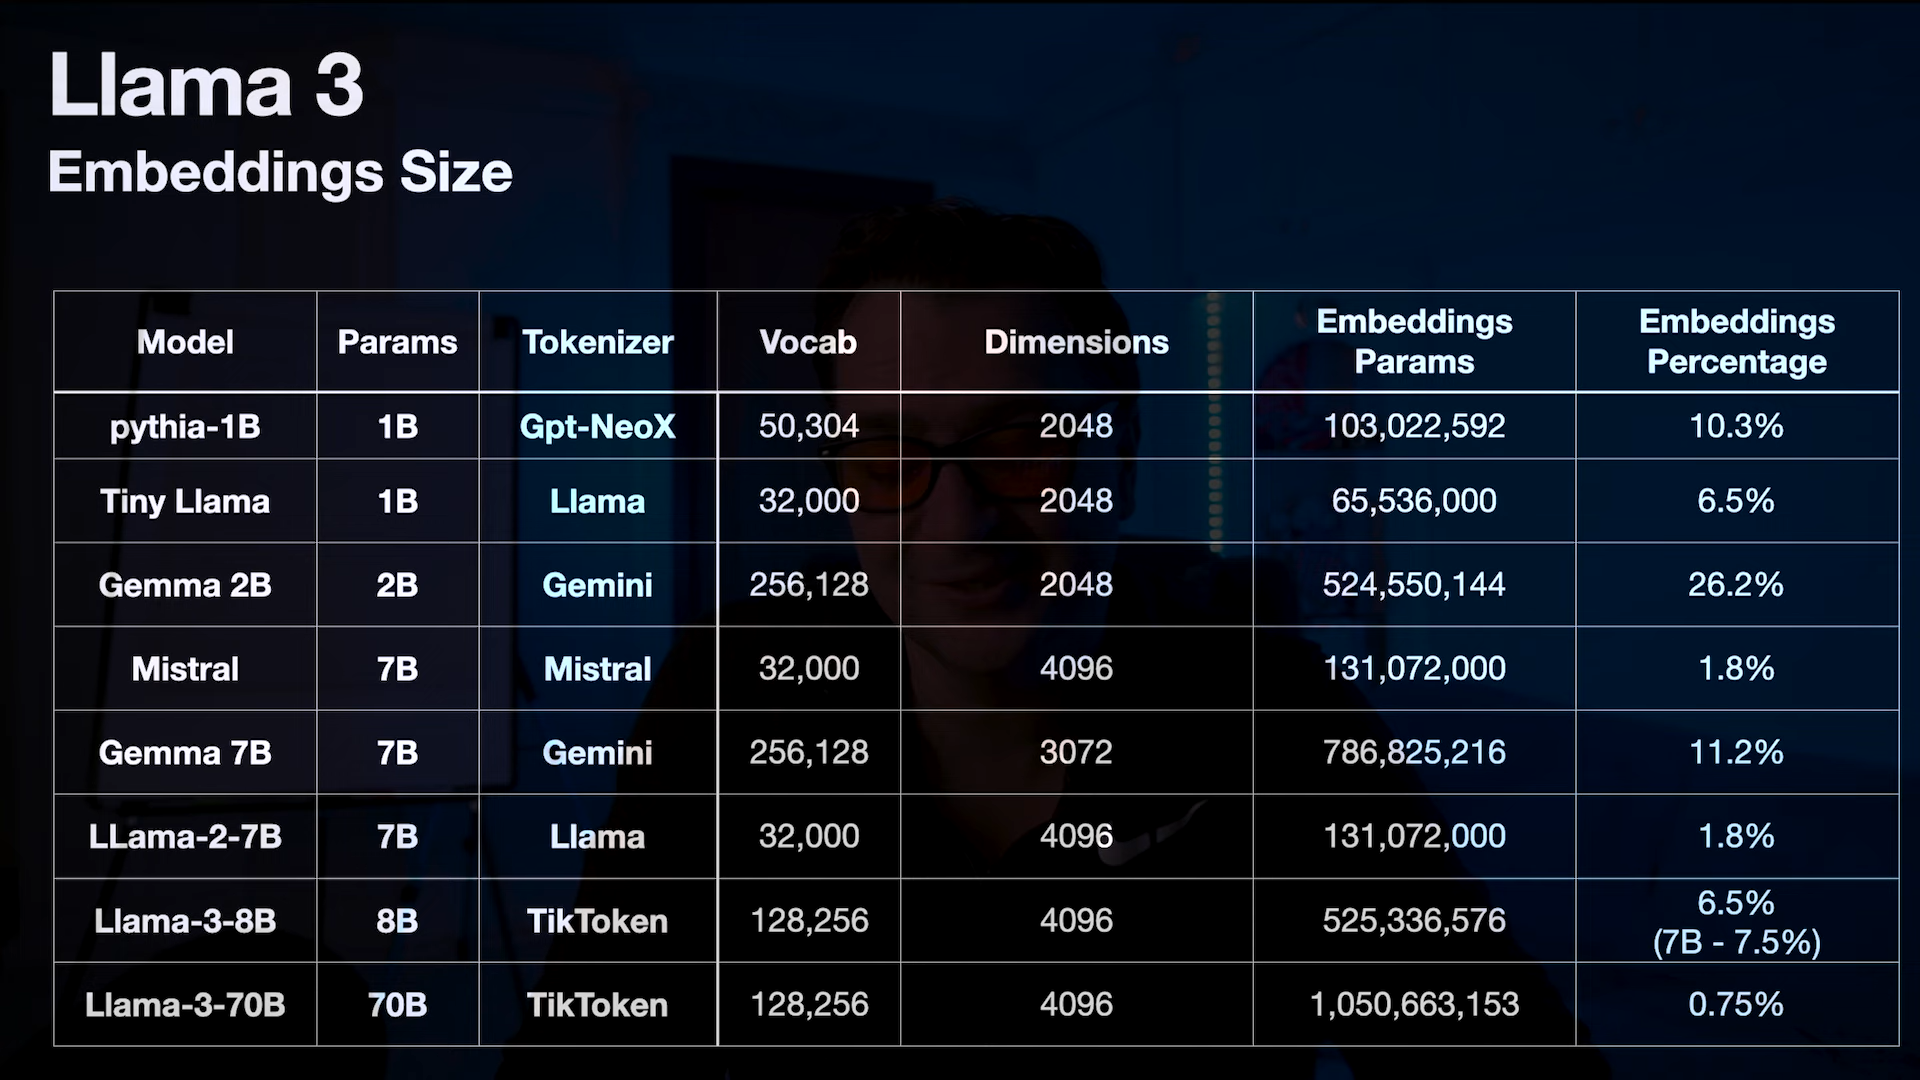 Llama 3
Embeddings Size
Model Params Tokenizer Vocab Dimensions Embeddings Params Embeddings Percentage
pythia-1B 1B Gpt-NeoX 50,304 2048 103,022,592 10.3%
Tiny Llama 1B Llama 32,000 2048 65,536,000 6.5%
Gemma 2B 2B Gemini 256,128 2048 524,550,144 26.2%
Mistral 7B Mistral 32,000 4096 131,072,000 1.8%
Gemma 7B 7B Gemini 256,128 3072 786,825,216 11.2%
LLama-2-7B 7B Llama 32,000 4096 131,072,000 1.8%
Llama-3-8B 8B TikToken 128,256 4096 525,336,576 6.5% (7B - 7.5%)
Llama-3-70B 70B TikToken 128,256 4096 1,050,663,153 0.75%